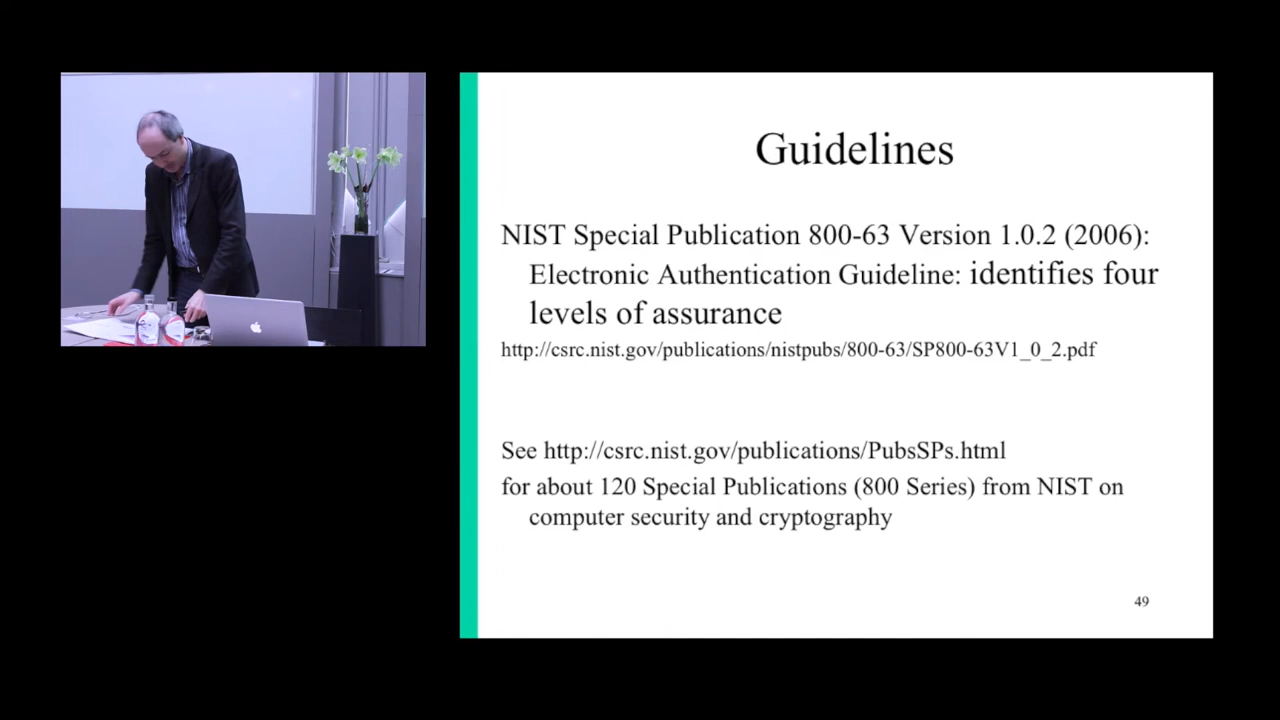 Guidelines
NIST Special Publication 800-63 Version 1.0.2 (2006):
Electronic Authentication Guideline: identifies four
levels of assurance
http://csrc.nist.gov/publications/nistpubs/800-63/SP800-63V1_0_2.pdf
See http://csrc.nist.gov/publications/PubsSPs.html
for about 120 Special Publications (800 Series) from NIST on
computer security and cryptography
49